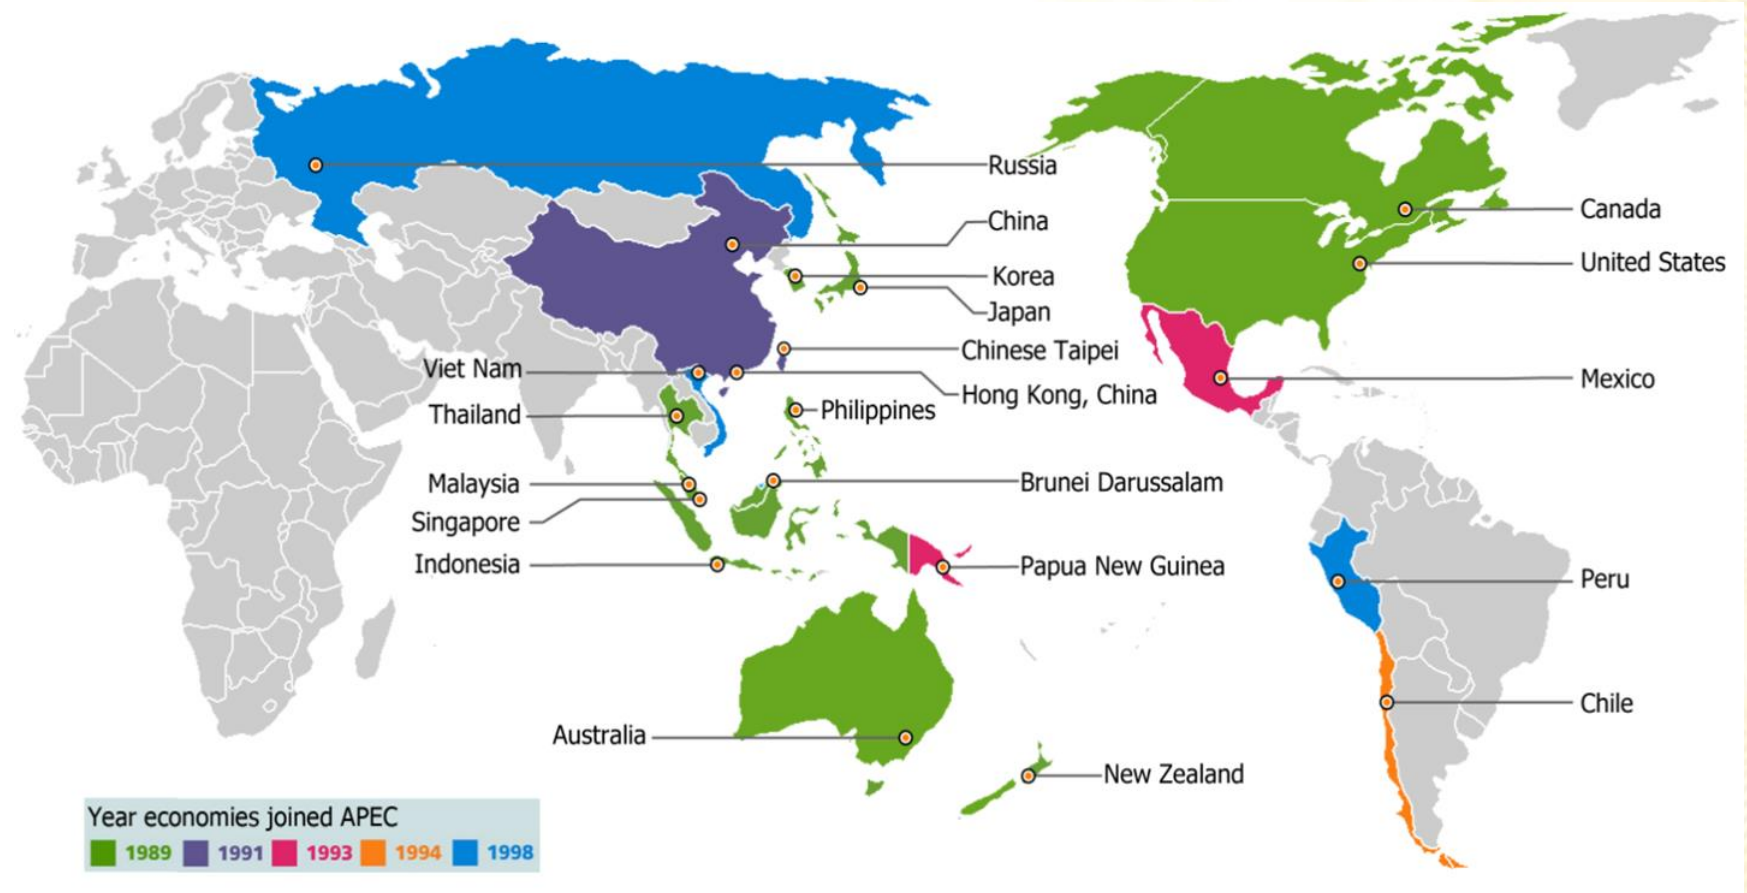 Russia
China
Canada
United States
Korea
Japan
Chinese Taipei
Viet Nam
Mexico
Hong Kong, China
Thailand
Philippines
Malaysia
Brunei Darussalam
Singapore
Indonesia
Papua New Guinea
Peru
Chile
Australia
New Zealand
Year economies joined APEC
1989 1991 1993 1994 1998